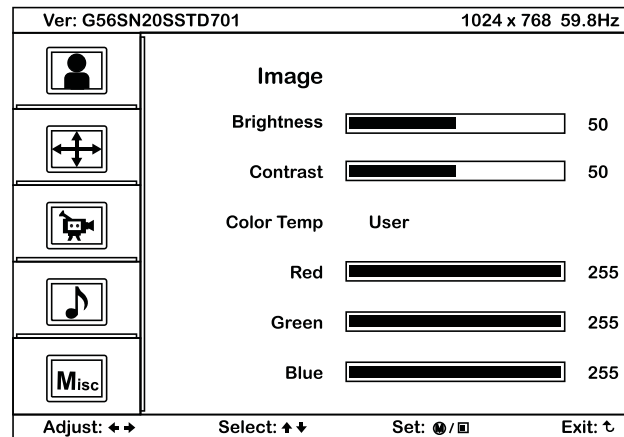 Ver: G56SN20SSTD701 1024 x 768 59.8Hz
Image
Brightness 50
Contrast 50
Color Temp User
Red 255
Green 255
Blue 255
Misc
Adjust: Select: Set: M / Exit: